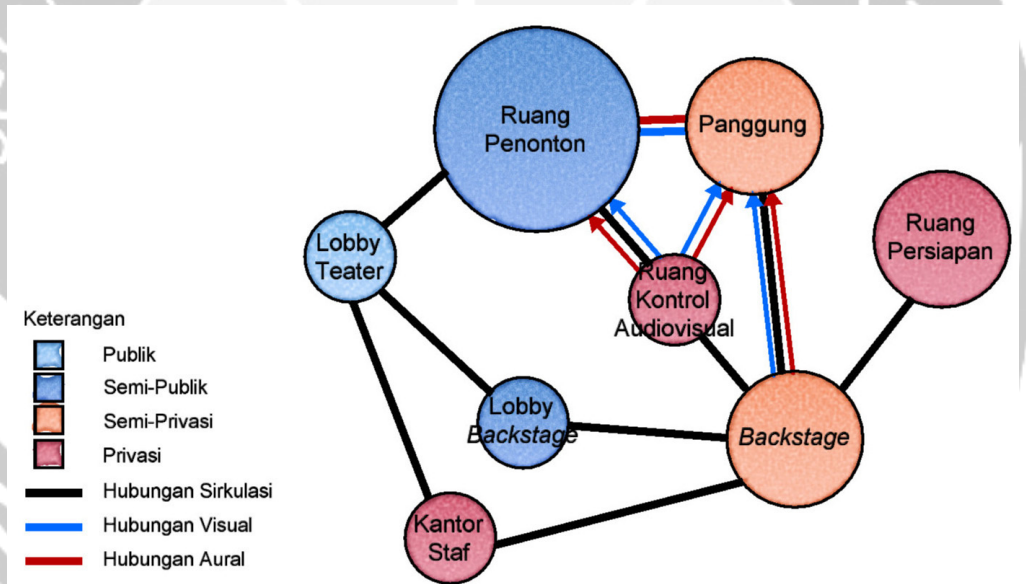 Ruang
Penonton
Panggung
Ruang
Persiapan
Lobby
Teater
Ruang
Kontrol
Audiovisual
Lobby
Backstage
Backstage
Kantor
Staf
Keterangan
Publik
Semi-Publik
Semi-Privasi
Privasi
Hubungan Sirkulasi
Hubungan Visual
Hubungan Aural